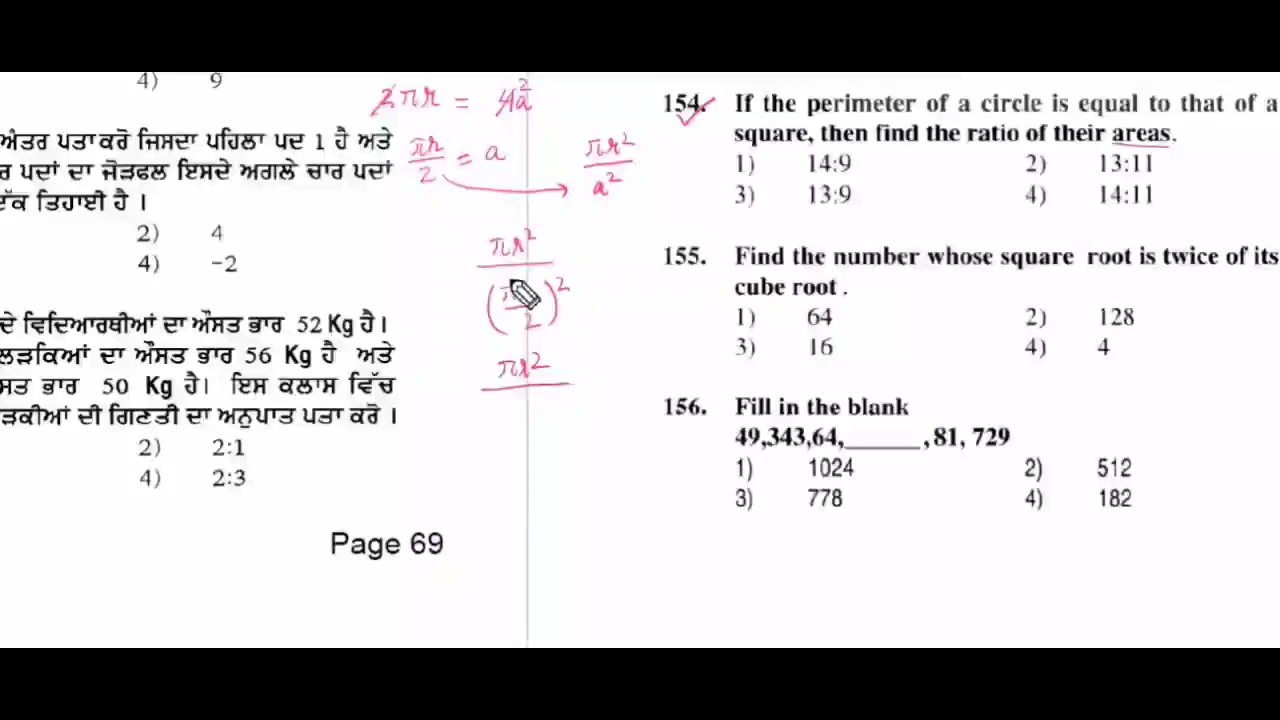 4) 9
ਅੰਤਰ ਪਤਾ ਕਰੋ ਜਿਸਦਾ ਪਹਿਲਾ ਪਦ 1 ਹੈ ਅਤੇ
ਰ ਪਦਾਂ ਦਾ ਜੋੜਫਲ ਇਸਦੇ ਅਗਲੇ ਚਾਰ ਪਦਾਂ
ਇੱਕ ਤਿਹਾਈ ਹੈ ।
2) 4
4) -2
ਦੇ ਵਿਦਿਆਰਥੀਆਂ ਦਾ ਔਸਤ ਭਾਰ 52 Kg ਹੈ।
ਲੜਕਿਆਂ ਦਾ ਔਸਤ ਭਾਰ 56 Kg ਹੈ ਅਤੇ
ਸਤ ਭਾਰ 50 Kg ਹੈ। ਇਸ ਕਲਾਸ ਵਿੱਚ
ੜਕੀਆਂ ਦੀ ਗਿਣਤੀ ਦਾ ਅਨੁਪਾਤ ਪਤਾ ਕਰੋ ।
2) 2:1
4) 2:3
Page 69
2πr = 4a²
πr/2 = a
πr²/a²
πr²
( 2)²
πr²
154. If the perimeter of a circle is equal to that of a
square, then find the ratio of their areas.
1) 14:9 2) 13:11
3) 13:9 4) 14:11
155. Find the number whose square root is twice of its
cube root .
1) 64 2) 128
3) 16 4) 4
156. Fill in the blank
49,343,64,______,81, 729
1) 1024 2) 512
3) 778 4) 182